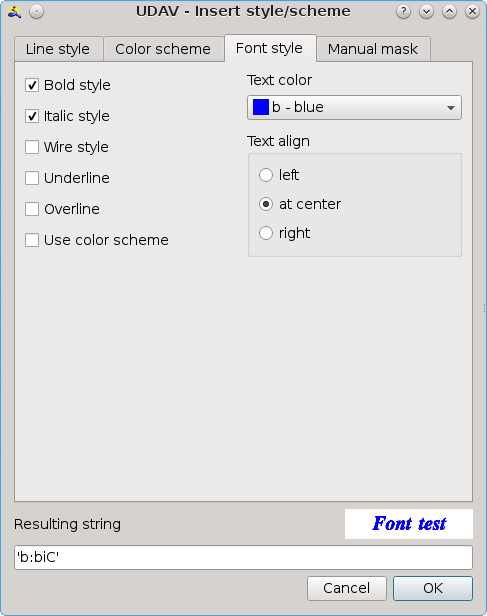 UDAV - Insert style/scheme
Line style
Color scheme
Font style
Manual mask
Bold style
Italic style
Wire style
Underline
Overline
Use color scheme
Text color
b - blue
Text align
left
at center
right
Resulting string
Font test
'b:biC'
Cancel
OK